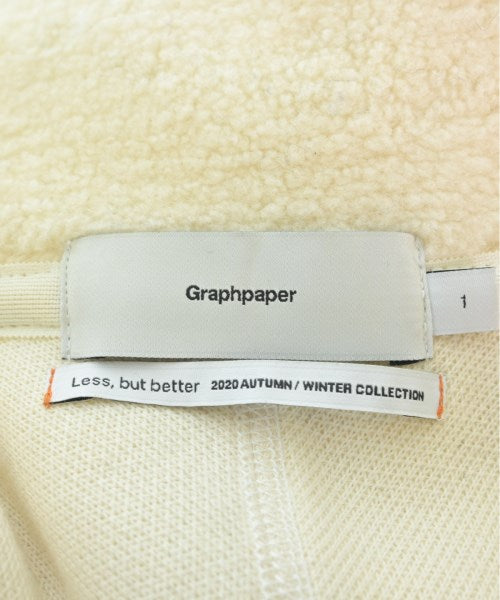 Graphpaper
1
Less, but better 2020 AUTUMN / WINTER COLLECTION